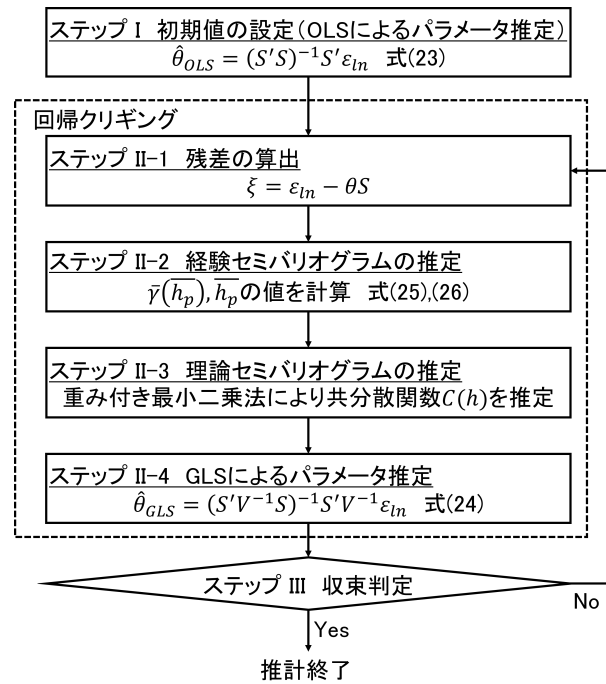 ステップ I 初期値の設定(OLSによるパラメータ推定)
θ̂_OLS = (S′S)⁻¹S′ε_ln 式(23)
回帰クリギング
ステップ II-1 残差の算出
ξ = ε_ln − θS
ステップ II-2 経験セミバリオグラムの推定
γ̄(h̄_p), h̄_pの値を計算 式(25),(26)
ステップ II-3 理論セミバリオグラムの推定
重み付き最小二乗法により共分散関数C(h)を推定
ステップ II-4 GLSによるパラメータ推定
θ̂_GLS = (S′V⁻¹S)⁻¹S′V⁻¹ε_ln 式(24)
ステップ III 収束判定
No
Yes
推計終了